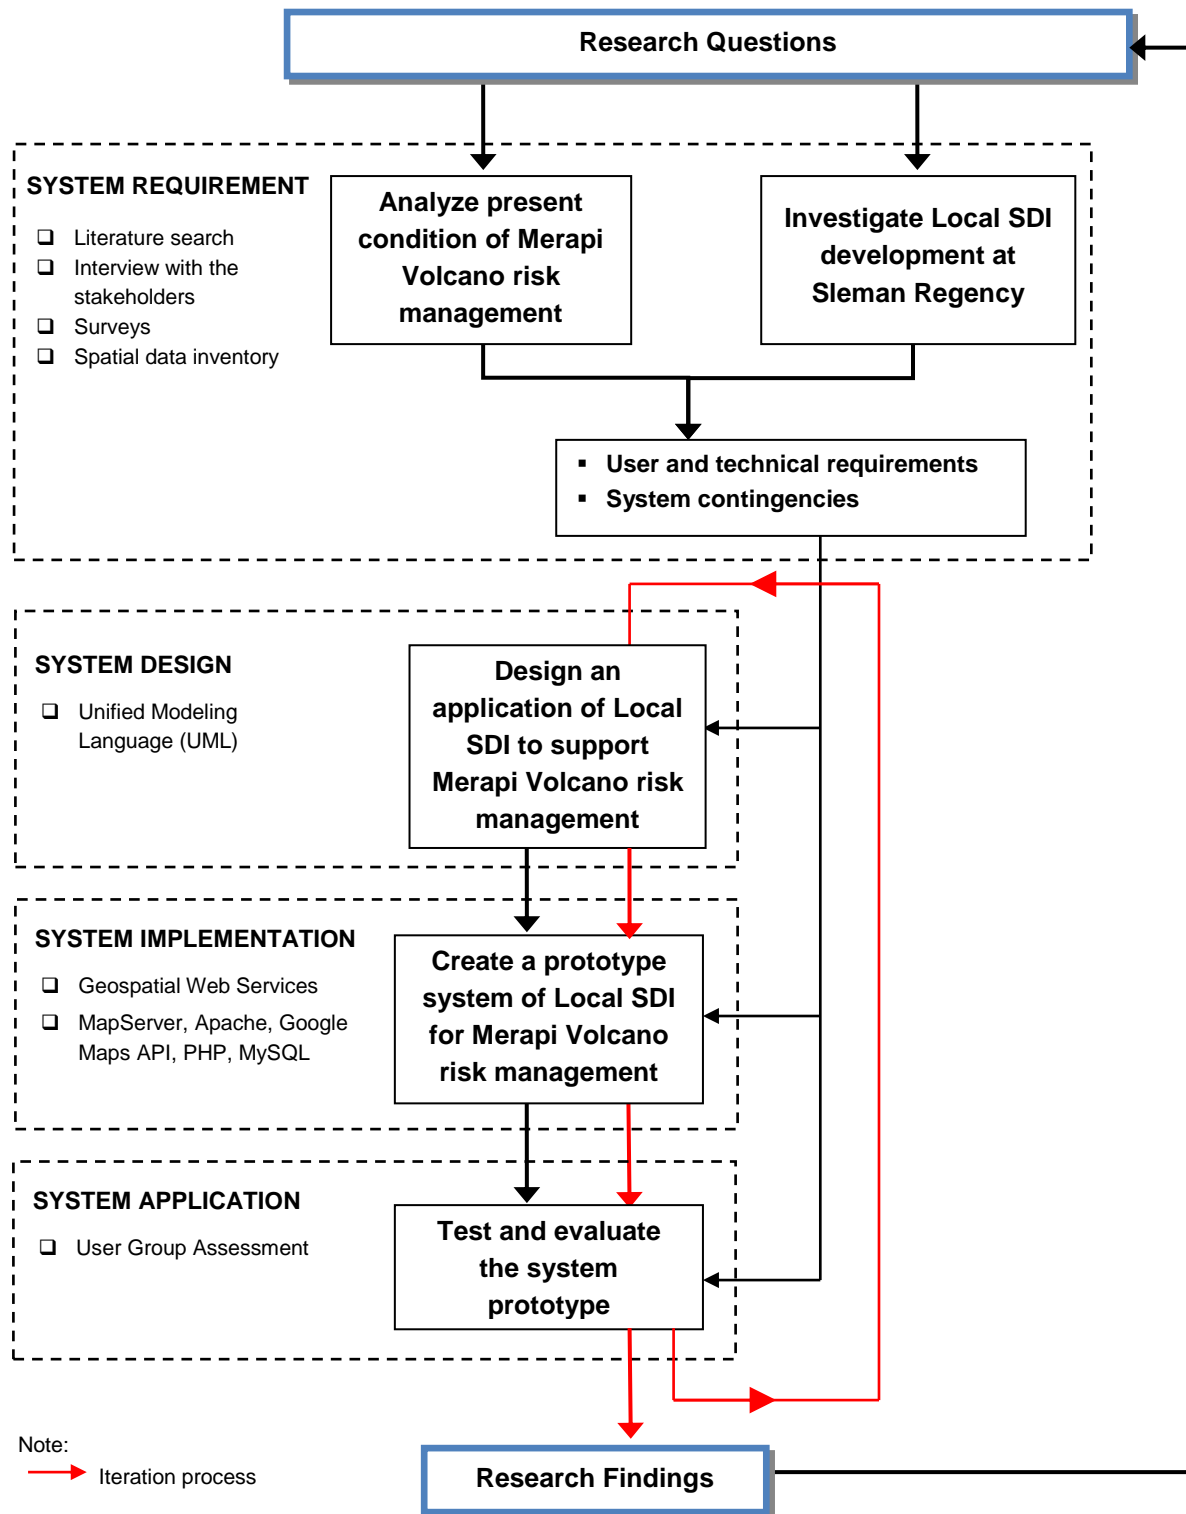 Research Questions
SYSTEM REQUIREMENT
Literature search
Interview with the
stakeholders
Surveys
Spatial data inventory
Analyze present
condition of Merapi
Volcano risk
management
Investigate Local SDI
development at
Sleman Regency
User and technical requirements
System contingencies
SYSTEM DESIGN
Unified Modeling
Language (UML)
Design an
application of Local
SDI to support
Merapi Volcano risk
management
SYSTEM IMPLEMENTATION
Geospatial Web Services
MapServer, Apache, Google
Maps API, PHP, MySQL
Create a prototype
system of Local SDI
for Merapi Volcano
risk management
SYSTEM APPLICATION
User Group Assessment
Test and evaluate
the system
prototype
Note:
Iteration process
Research Findings